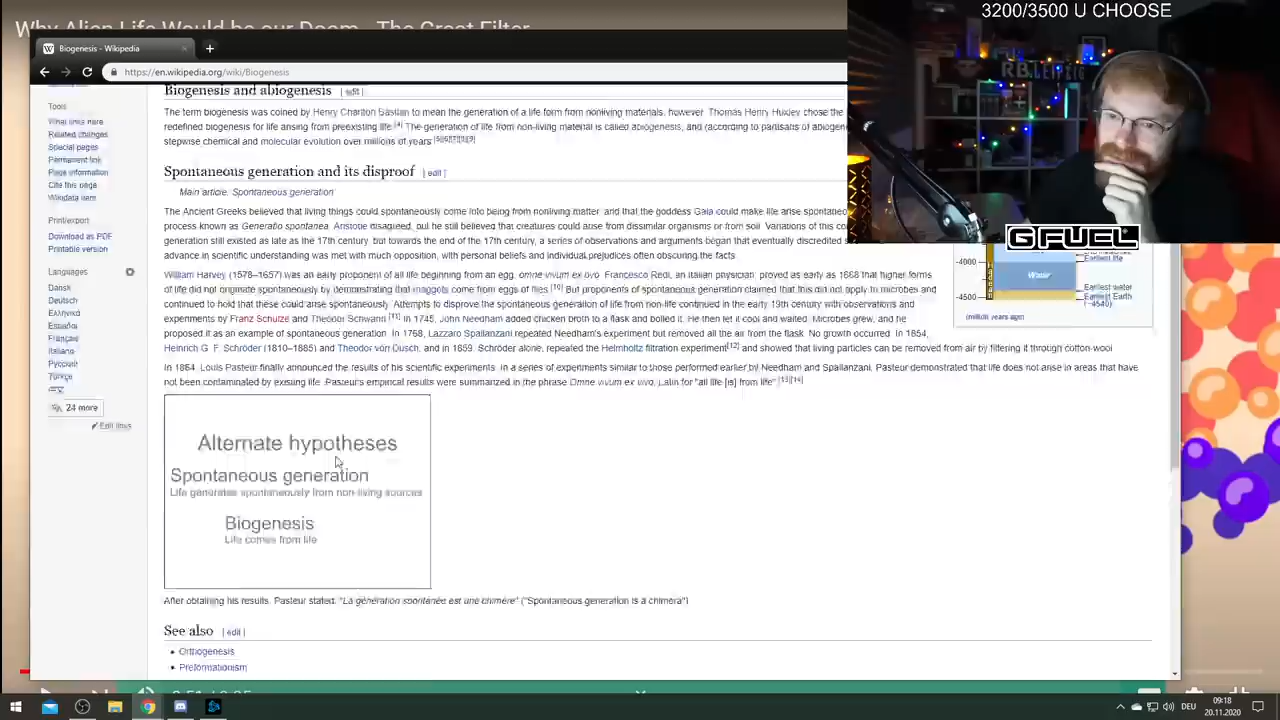 Why Alien Life Would be our Doom - The Great Filter
3200/3500 U CHOOSE
Biogenesis - Wikipedia
https://en.wikipedia.org/wiki/Biogenesis
RB LEIPZIG
G FUEL
Tools
What links here
Related changes
Special pages
Permanent link
Page information
Cite this page
Wikidata item
Print/export
Download as PDF
Printable version
Languages
Dansk
Deutsch
Ελληνικά
Español
Français
Italiano
Русский
Türkçe
中文
24 more
Edit links
Biogenesis and abiogenesis [ edit ]
The term biogenesis was coined by Henry Charlton Bastian to mean the generation of a life form from nonliving materials, however Thomas Henry Huxley chose the
redefined biogenesis for life arising from preexisting life.[4] The generation of life from non-living material is called abiogenesis, and (according to partisans of abiogen
stepwise chemical and molecular evolution over millions of years
Spontaneous generation and its disproof [ edit ]
Main article: Spontaneous generation
The Ancient Greeks believed that living things could spontaneously come into being from nonliving matter, and that the goddess Gaia could make life arise spontaneo
process known as Generatio spontanea. Aristotle disagreed, but he still believed that creatures could arise from dissimilar organisms or from soil. Variations of this co
generation still existed as late as the 17th century, but towards the end of the 17th century, a series of observations and arguments began that eventually discredited s
advance in scientific understanding was met with much opposition, with personal beliefs and individual prejudices often obscuring the facts.
William Harvey (1578–1657) was an early proponent of all life beginning from an egg, omne vivum ex ovo. Francesco Redi, an Italian physician, proved as early as 1668 that higher forms
of life did not originate spontaneously by demonstrating that maggots come from eggs of flies.[10] But proponents of spontaneous generation claimed that this did not apply to microbes and
continued to hold that these could arise spontaneously. Attempts to disprove the spontaneous generation of life from non-life continued in the early 19th century with observations and
experiments by Franz Schulze and Theodor Schwann.[11] In 1745, John Needham added chicken broth to a flask and boiled it. He then let it cool and waited. Microbes grew, and he
proposed it as an example of spontaneous generation. In 1768, Lazzaro Spallanzani repeated Needham's experiment but removed all the air from the flask. No growth occurred. In 1854,
Heinrich G. F. Schröder (1810–1885) and Theodor von Dusch, and in 1859, Schröder alone, repeated the Helmholtz filtration experiment[12] and showed that living particles can be removed from air by filtering it through cotton-wool.
In 1864, Louis Pasteur finally announced the results of his scientific experiments. In a series of experiments similar to those performed earlier by Needham and Spallanzani, Pasteur demonstrated that life does not arise in areas that have
not been contaminated by existing life. Pasteur's empirical results were summarized in the phrase Omne vivum ex vivo, Latin for "all life [is] from life".[13][14]
-4000
Earliest life
Water
-4500
Earliest water
Earliest Earth
(−4540)
(million years ago)
Alternate hypotheses
Spontaneous generation
Life generates spontaneously from non-living sources
Biogenesis
Life comes from life
After obtaining his results, Pasteur stated: "La génération spontanée est une chimère" ("Spontaneous generation is a chimera")
See also [ edit ]
Orthogenesis
Preformationism
DEU
09:18
20.11.2020